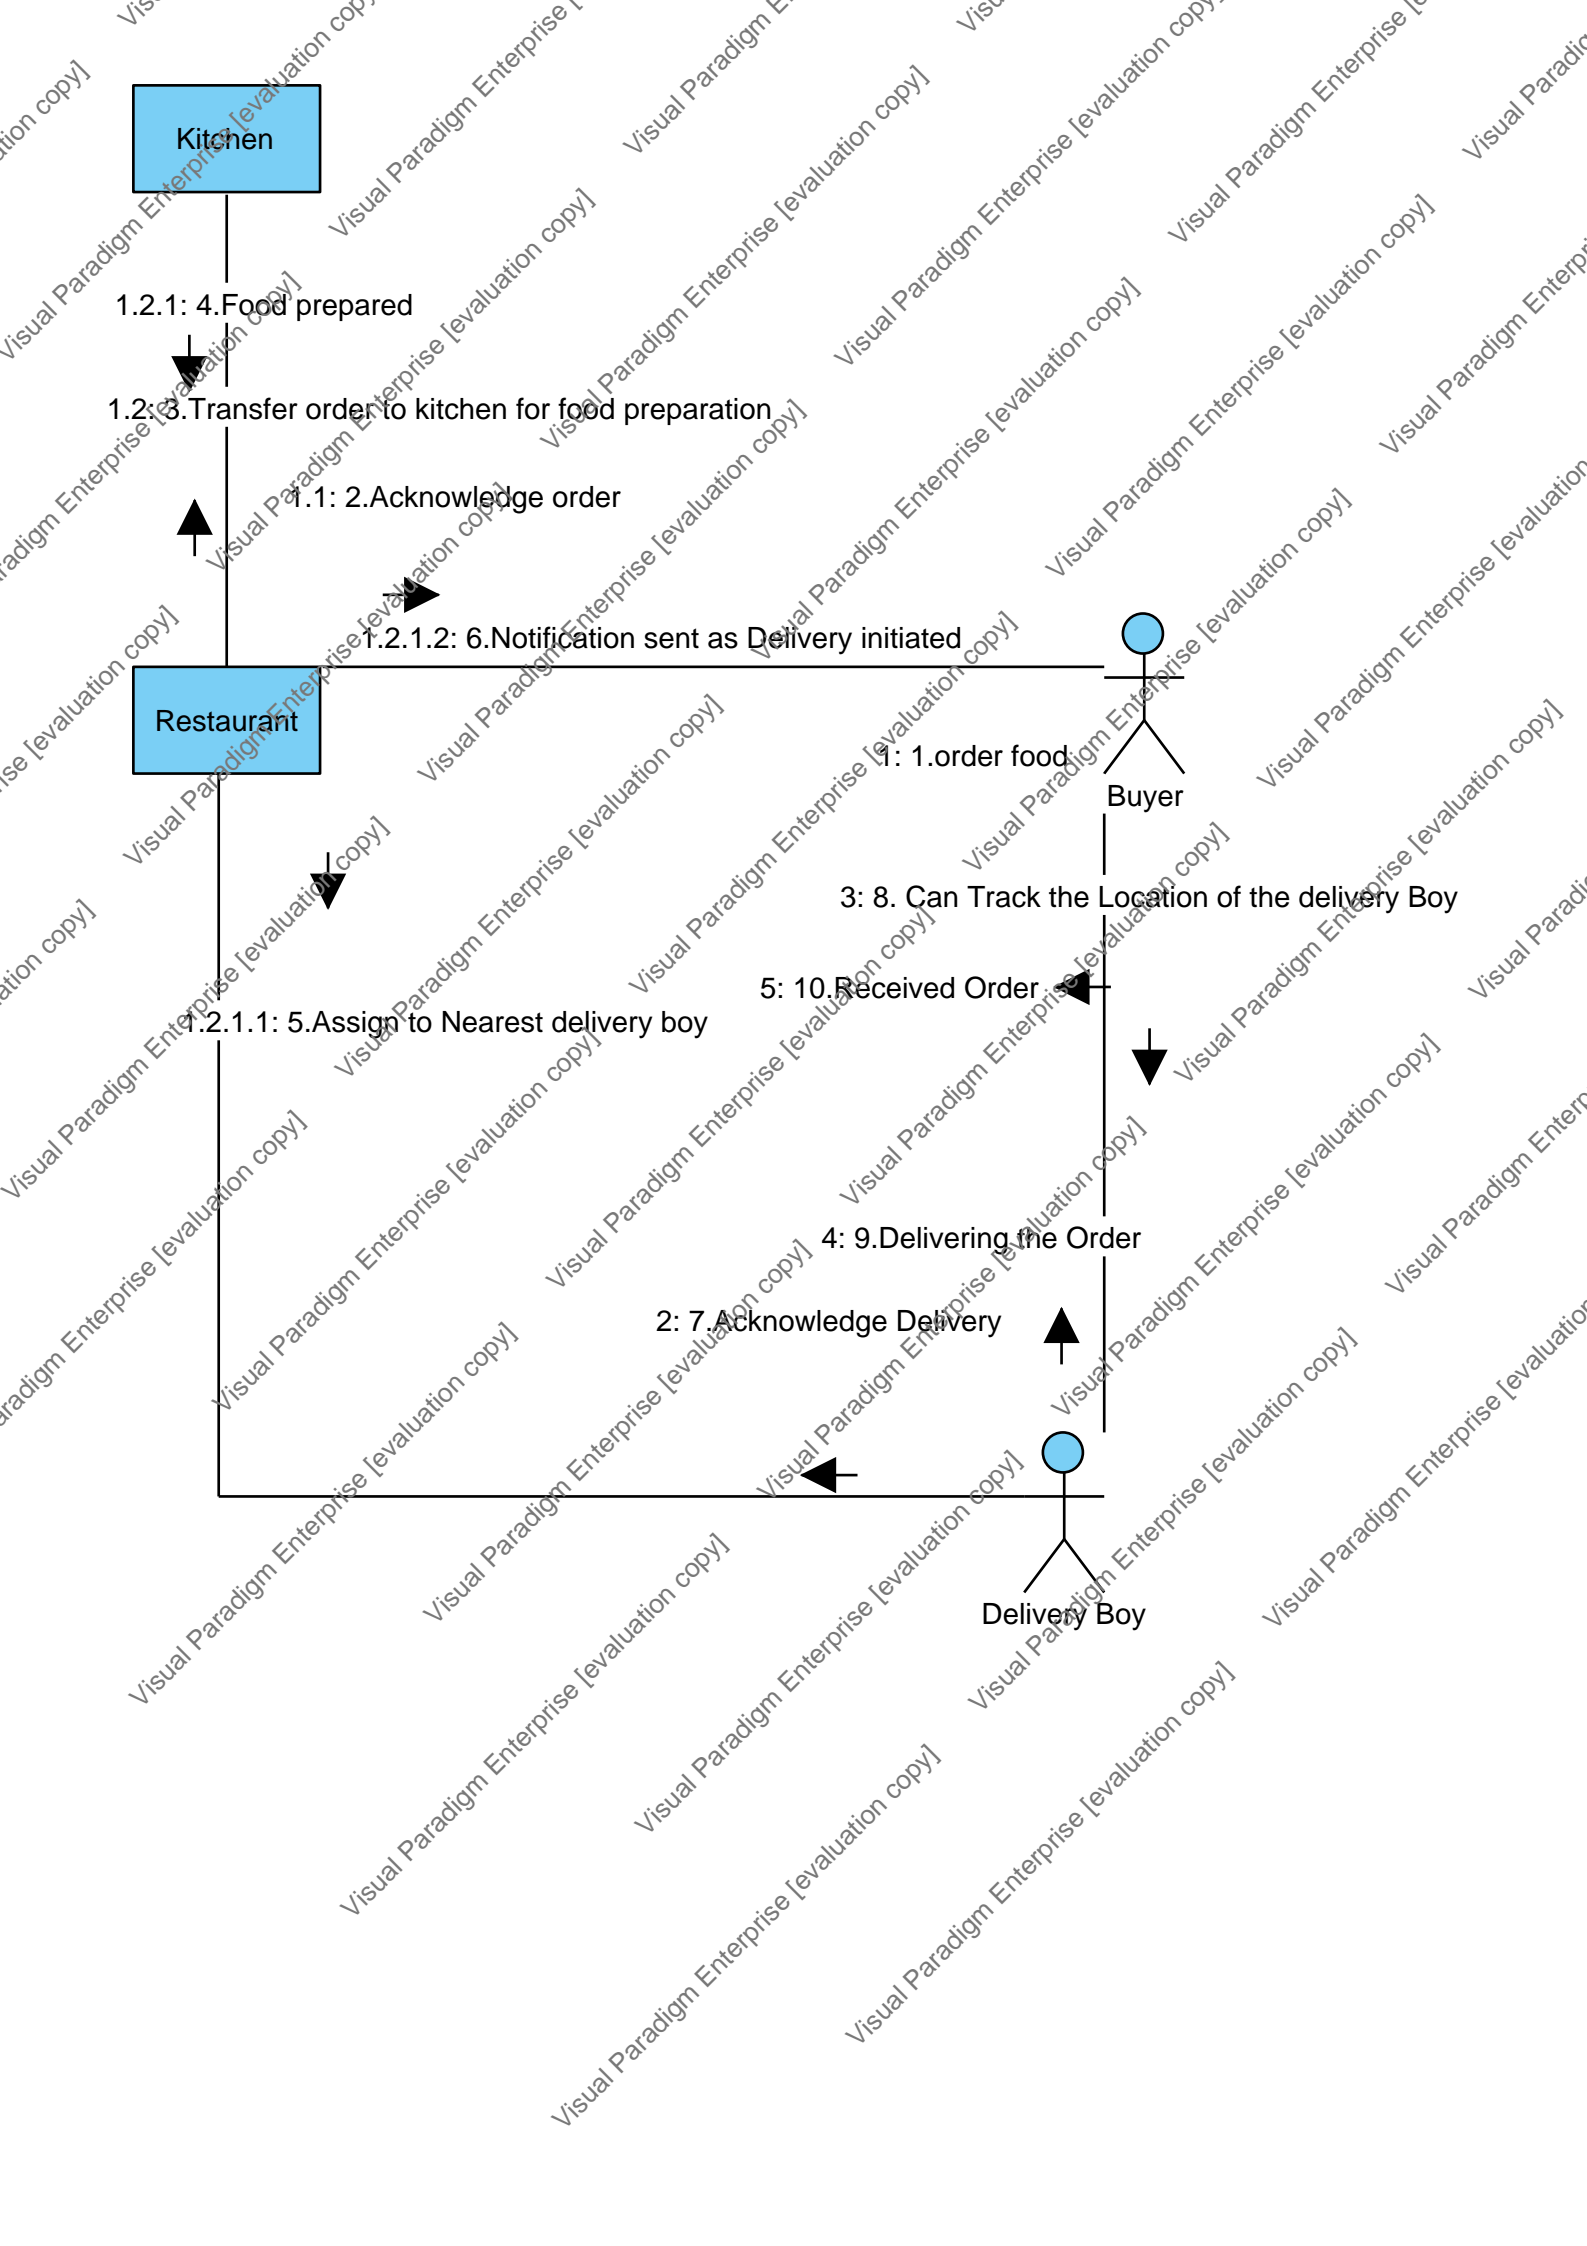 Kitchen
1.2.1: 4.Food prepared
1.2: 3.Transfer order to kitchen for food preparation
1.1: 2.Acknowledge order
1.2.1.2: 6.Notification sent as Delivery initiated
Restaurant
1: 1.order food
Buyer
3: 8. Can Track the Location of the delivery Boy
5: 10.Received Order
1.2.1.1: 5.Assign to Nearest delivery boy
4: 9.Delivering the Order
2: 7.Acknowledge Delivery
Delivery Boy
Visual Paradigm Enterprise [evaluation copy]